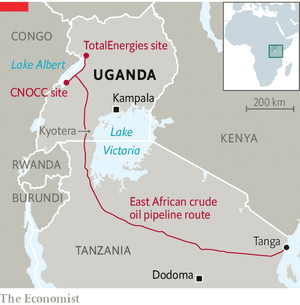 CONGO
TotalEnergies site
Lake Albert
UGANDA
CNOCC site
Kampala
200 km
Kyotera
Lake
Victoria
KENYA
RWANDA
BURUNDI
East African crude
oil pipeline route
Tanga
TANZANIA
Dodoma
The Economist